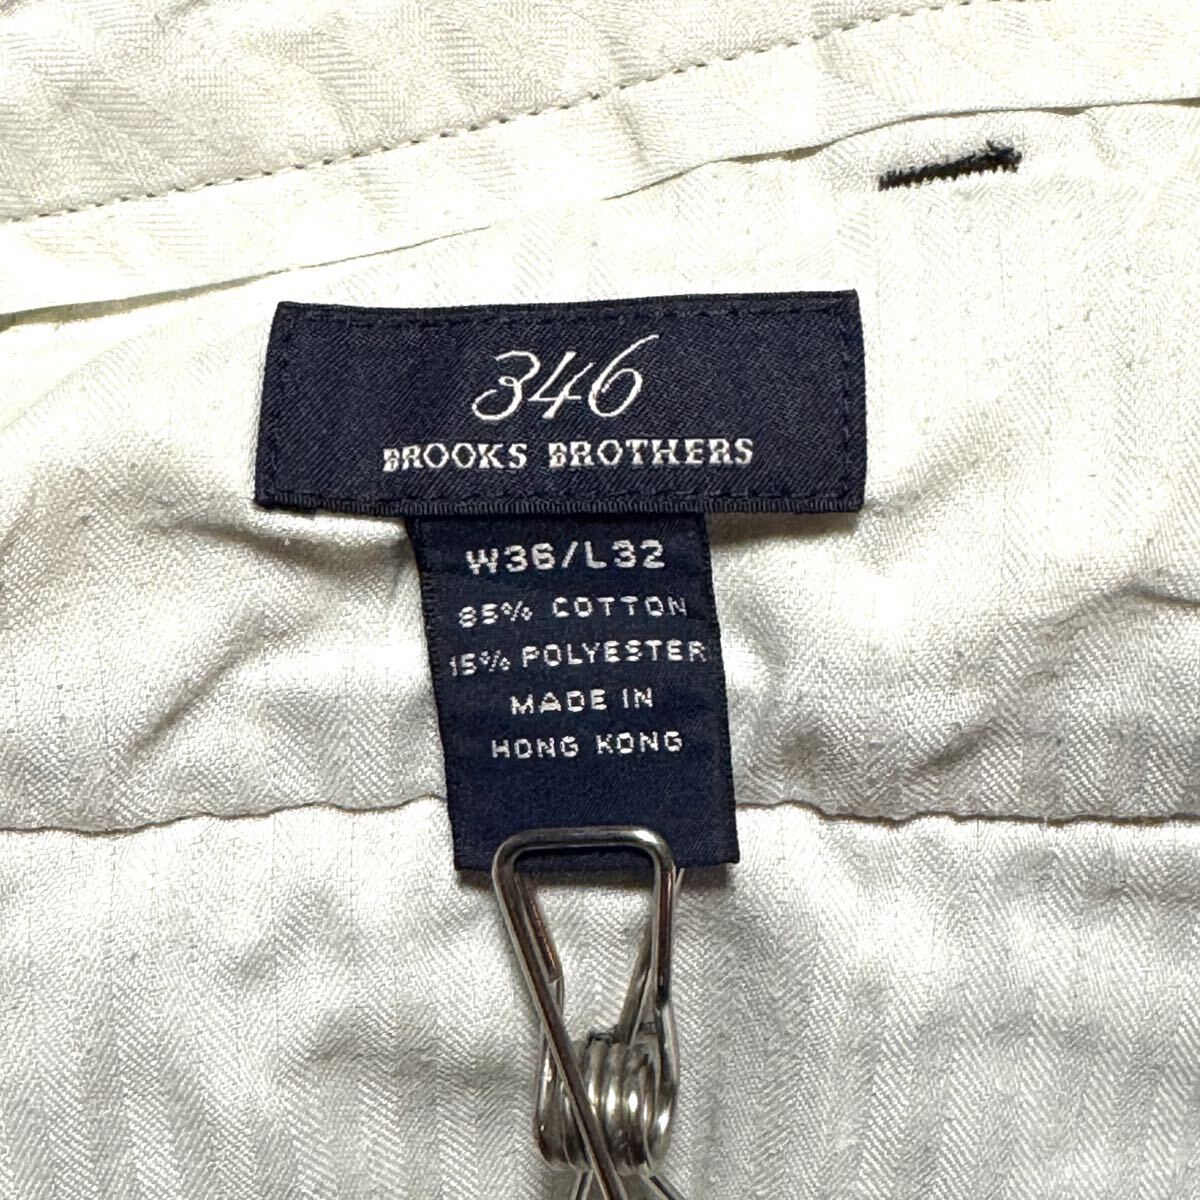 346
BROOKS BROTHERS
W36/L32
85% COTTON
15% POLYESTER
MADE IN
HONG KONG